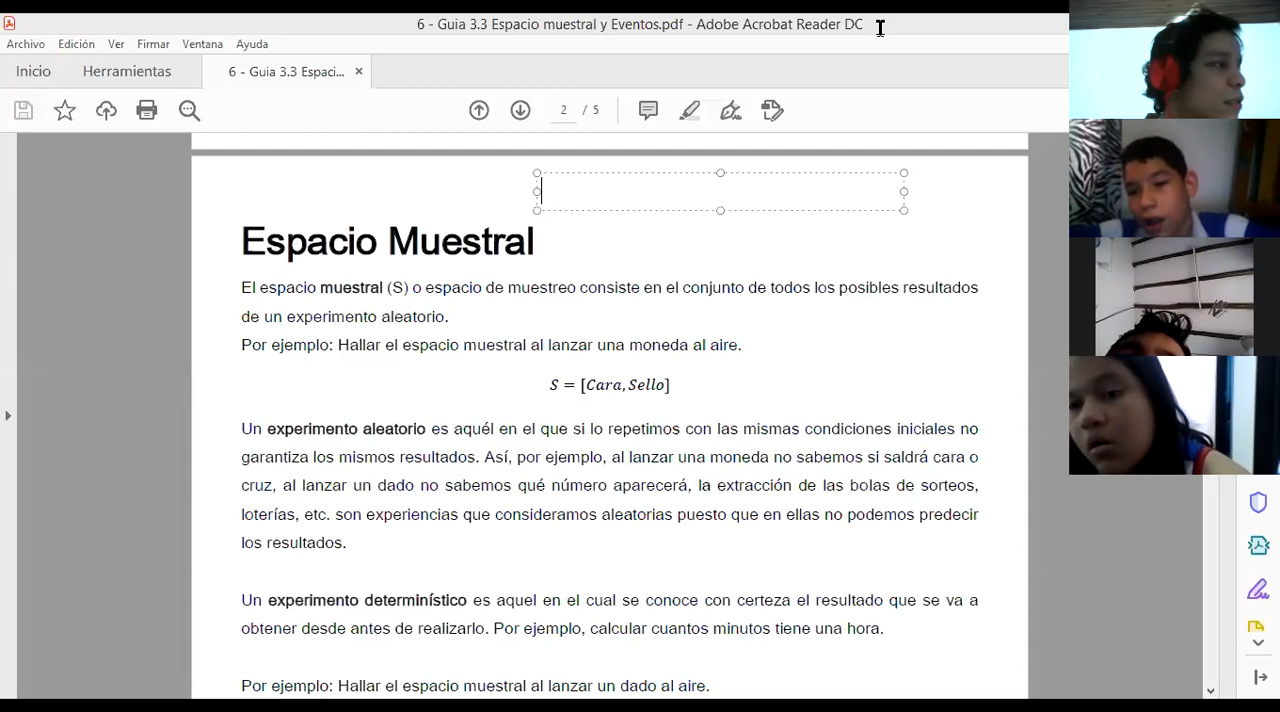 6 - Guia 3.3 Espacio muestral y Eventos.pdf - Adobe Acrobat Reader DC
Archivo Edición Ver Firmar Ventana Ayuda
Inicio Herramientas 6 - Guia 3.3 Espaci... ×
2 / 5
Espacio Muestral
El espacio muestral (S) o espacio de muestreo consiste en el conjunto de todos los posibles resultados
de un experimento aleatorio.
Por ejemplo: Hallar el espacio muestral al lanzar una moneda al aire.
S = [Cara, Sello]
Un experimento aleatorio es aquél en el que si lo repetimos con las mismas condiciones iniciales no
garantiza los mismos resultados. Así, por ejemplo, al lanzar una moneda no sabemos si saldrá cara o
cruz, al lanzar un dado no sabemos qué número aparecerá, la extracción de las bolas de sorteos,
loterías, etc. son experiencias que consideramos aleatorias puesto que en ellas no podemos predecir
los resultados.
Un experimento determinístico es aquel en el cual se conoce con certeza el resultado que se va a
obtener desde antes de realizarlo. Por ejemplo, calcular cuantos minutos tiene una hora.
Por ejemplo: Hallar el espacio muestral al lanzar un dado al aire.